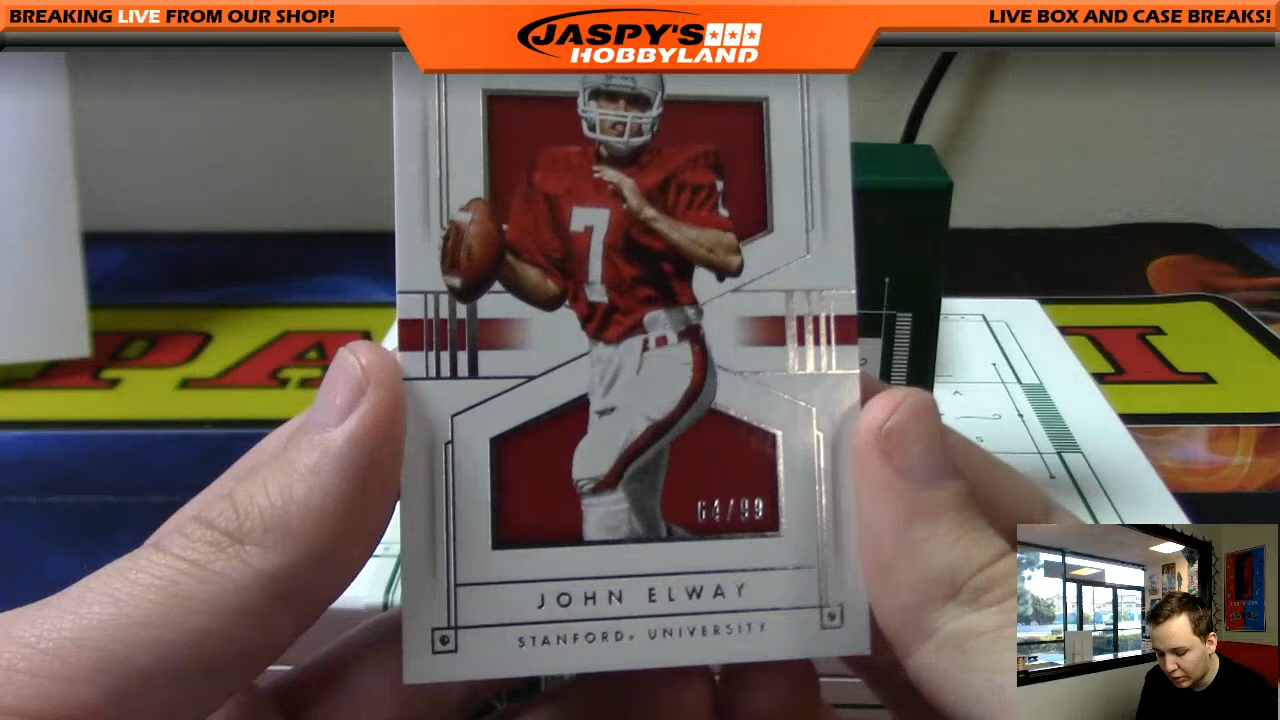 BREAKING LIVE FROM OUR SHOP!
JASPY'S
HOBBYLAND
LIVE BOX AND CASE BREAKS!
7
PA
I
64/99
JOHN ELWAY
STANFORD® UNIVERSITY